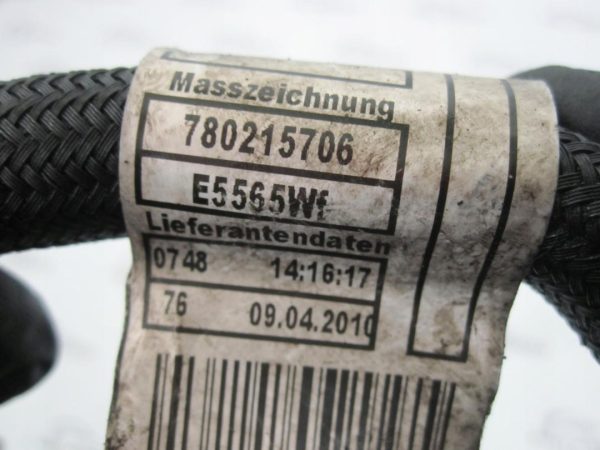 Masszeichnung
780215706
E5565Wf
Lieferantendaten
0748 14:16:17
76 09.04.2010